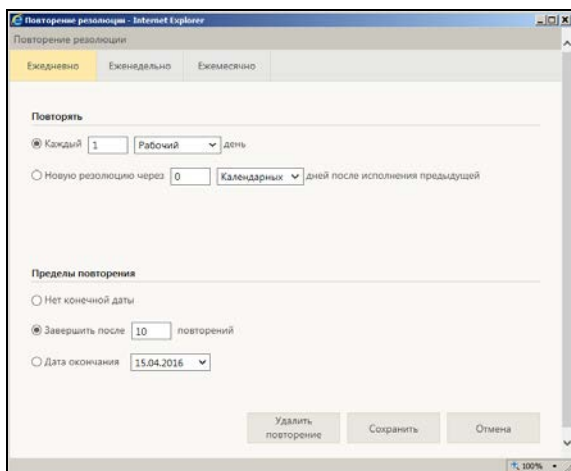 Повторение резолюции - Internet Explorer
Повторение резолюции
Ежедневно Еженедельно Ежемесячно
Повторять
Каждый 1 Рабочий день
Новую резолюцию через 0 Календарных дней после исполнения предыдущей
Пределы повторения
Нет конечной даты
Завершить после 10 повторений
Дата окончания 15.04.2016
Удалить повторение Сохранить Отмена
100%